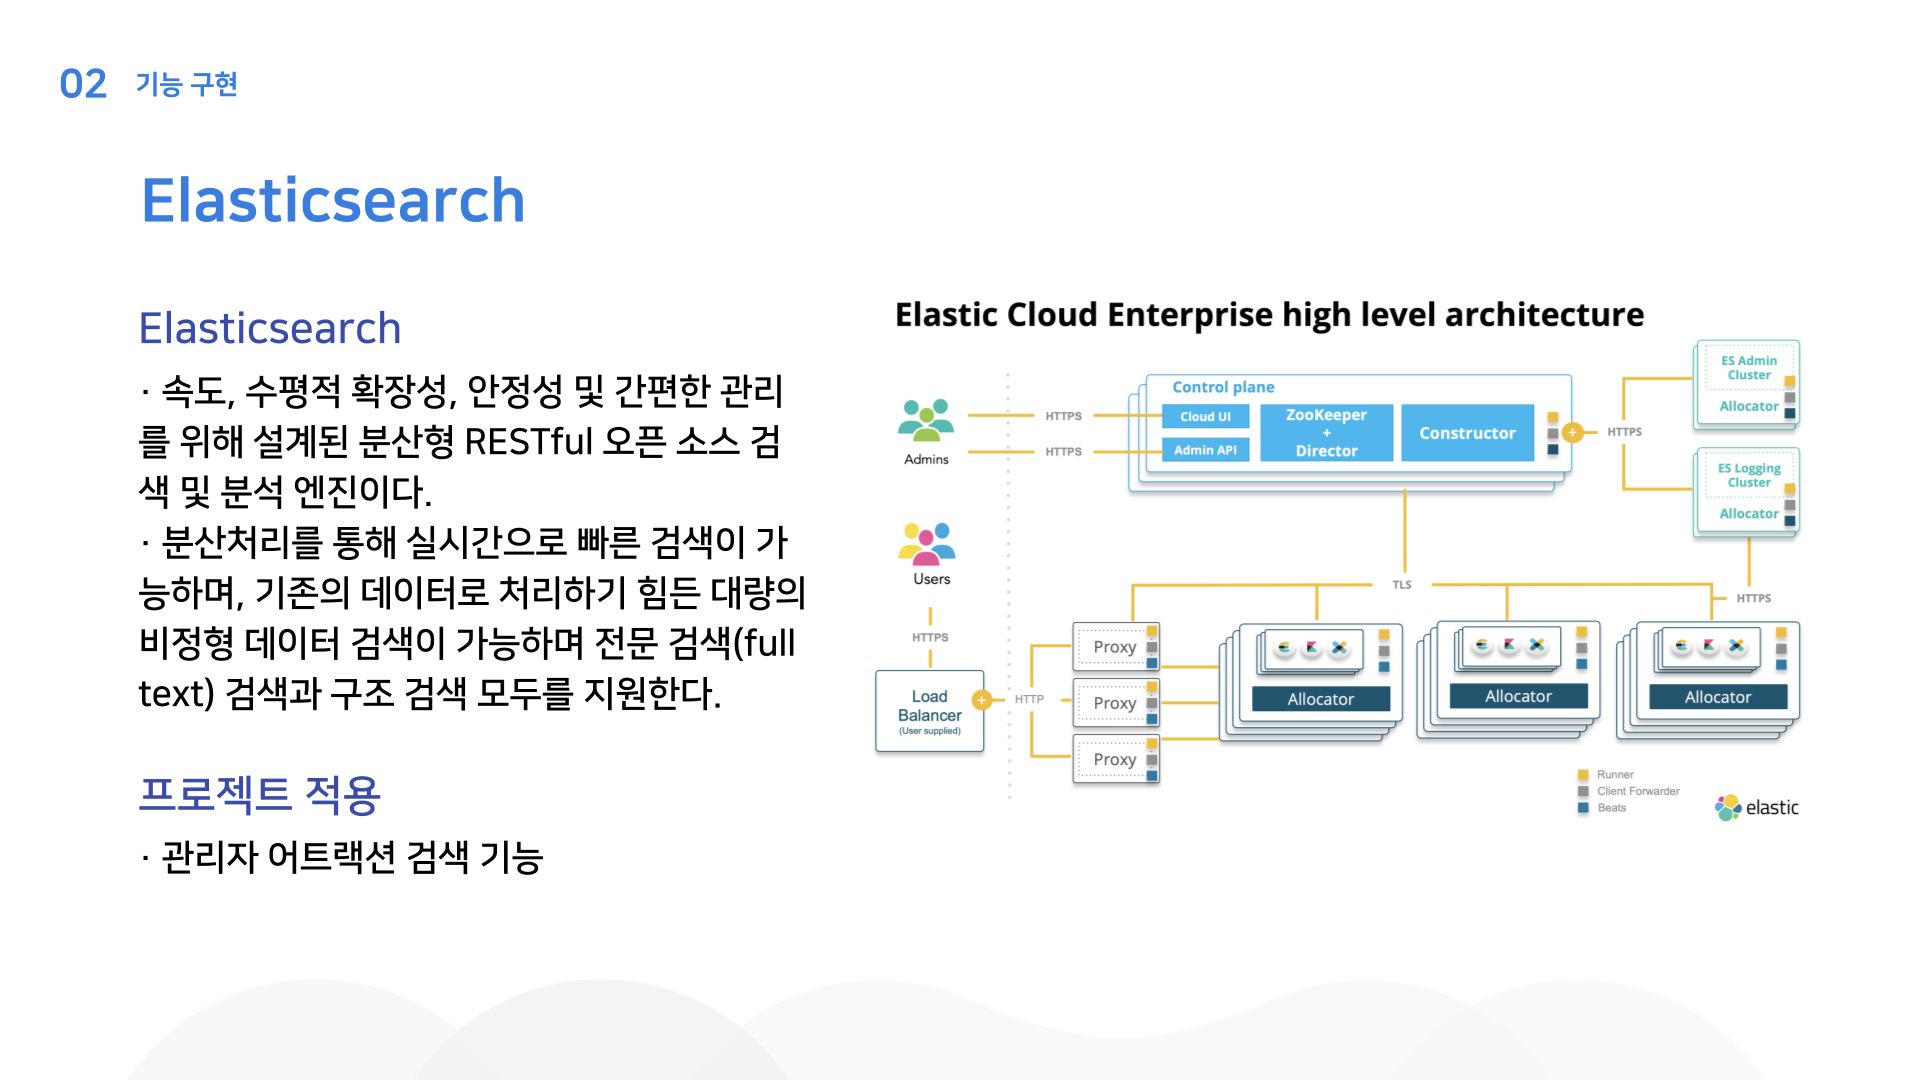 02 기능 구현
Elasticsearch
Elasticsearch
· 속도, 수평적 확장성, 안정성 및 간편한 관리
를 위해 설계된 분산형 RESTful 오픈 소스 검
색 및 분석 엔진이다.
· 분산처리를 통해 실시간으로 빠른 검색이 가
능하며, 기존의 데이터로 처리하기 힘든 대량의
비정형 데이터 검색이 가능하며 전문 검색(full
text) 검색과 구조 검색 모두를 지원한다.
프로젝트 적용
· 관리자 어트랙션 검색 기능
Elastic Cloud Enterprise high level architecture
Admins
HTTPS
HTTPS
Control plane
Cloud UI
Admin API
ZooKeeper
+
Director
Constructor
+
HTTPS
ES Admin
Cluster
Allocator
ES Logging
Cluster
Allocator
Users
HTTPS
TLS
HTTPS
Load
Balancer
(User supplied)
+
HTTP
Proxy
Proxy
Proxy
Allocator
Allocator
Allocator
Runner
Client Forwarder
Beats
elastic